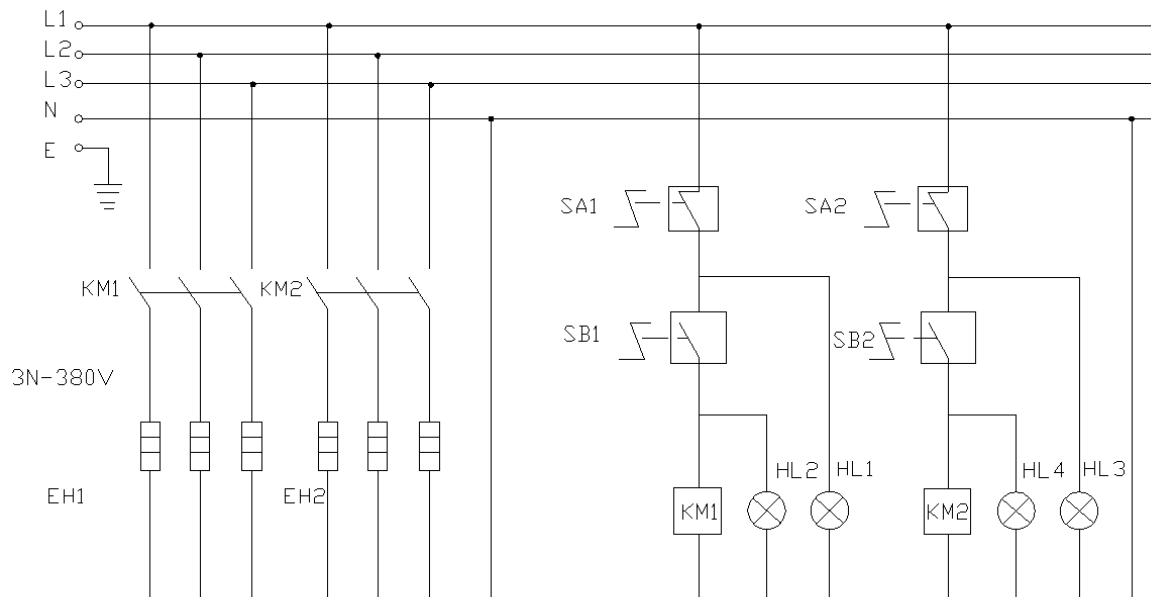 L1
L2
L3
N
E
SA1
SA2
KM1
KM2
SB1
SB2
3N-380V
HL2
HL1
HL4
HL3
EH1
EH2
KM1
KM2